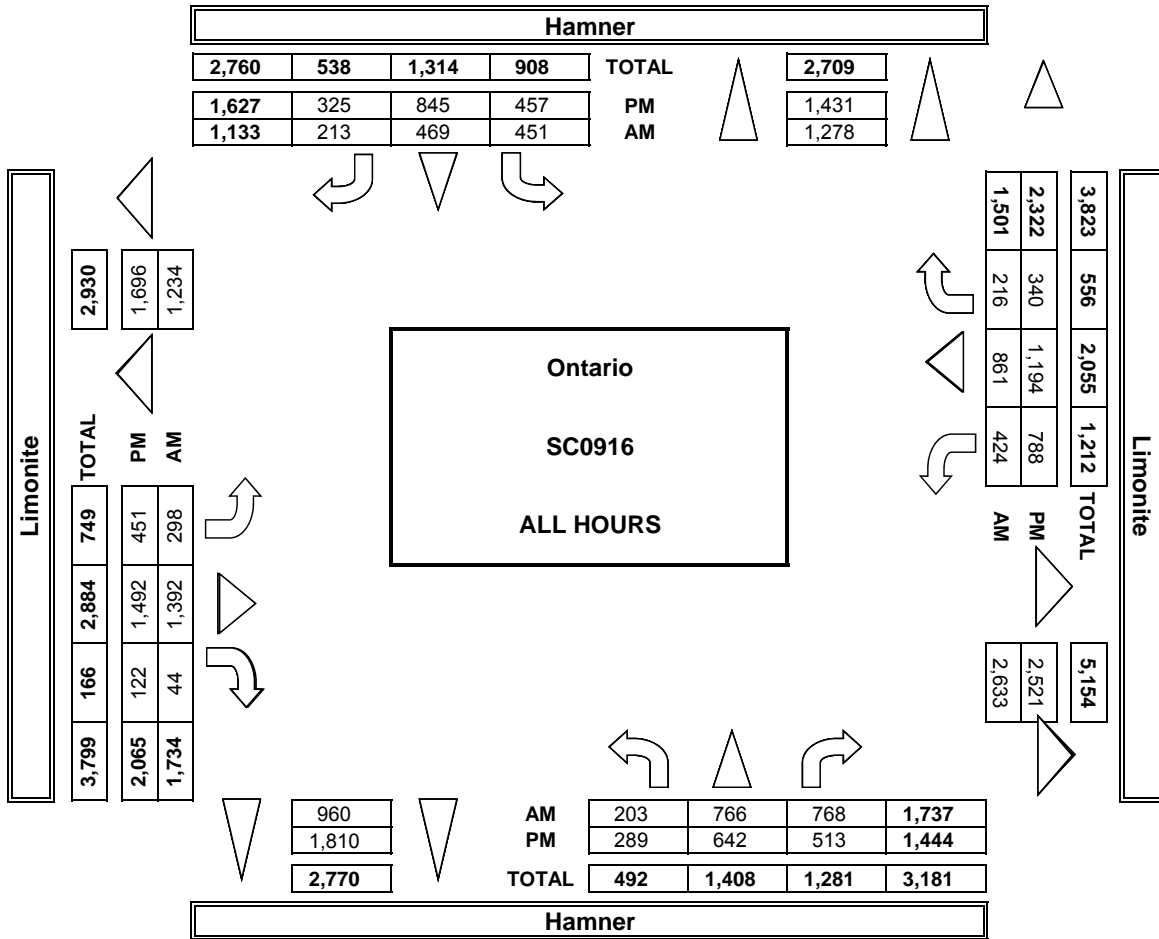 Hamner
2,760 538 1,314 908 TOTAL 2,709
1,627 325 845 457 PM 1,431
1,133 213 469 451 AM 1,278
Limonite
2,930
1,696
1,234
TOTAL PM AM
749 451 298
2,884 1,492 1,392
166 122 44
3,799 2,065 1,734
Ontario
SC0916
ALL HOURS
1,501 2,322 3,823
216 340 556
861 1,194 2,055
424 788 1,212
AM PM TOTAL
2,633 2,521 5,154
Limonite
960 AM 203 766 768 1,737
1,810 PM 289 642 513 1,444
2,770 TOTAL 492 1,408 1,281 3,181
Hamner